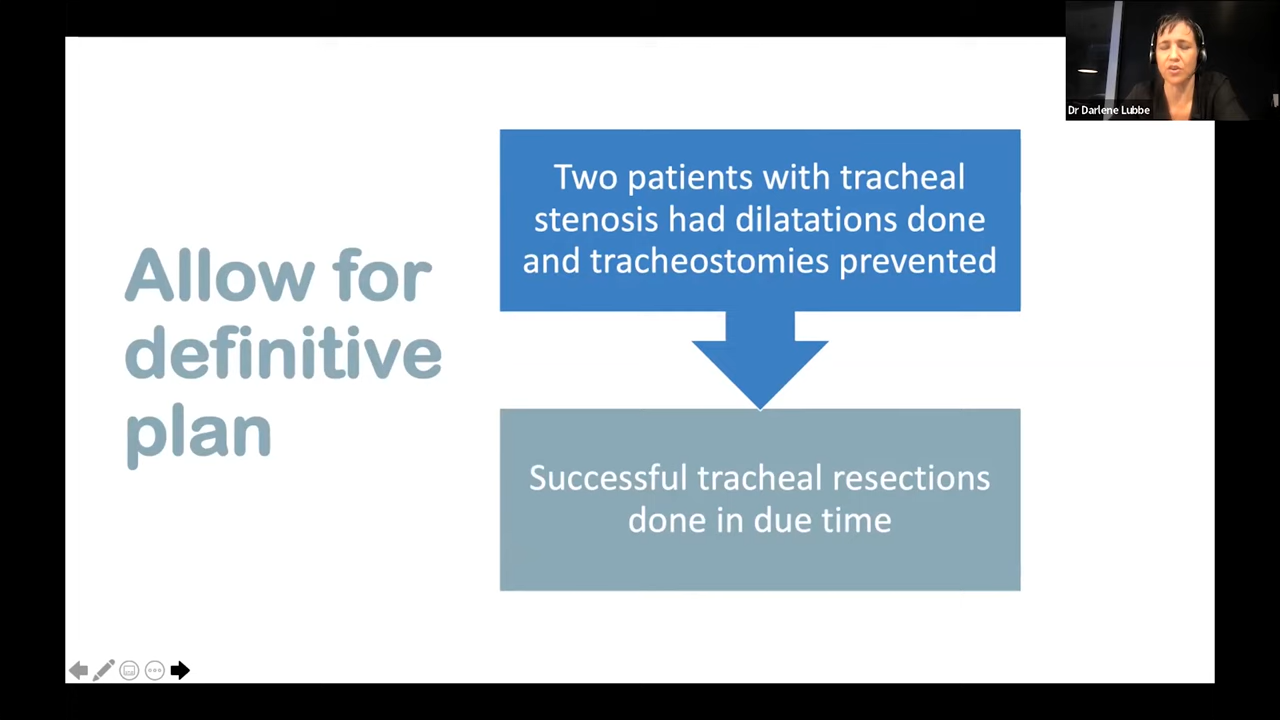 Dr Darlene Lubbe
Allow for
definitive
plan
Two patients with tracheal
stenosis had dilatations done
and tracheostomies prevented
Successful tracheal resections
done in due time